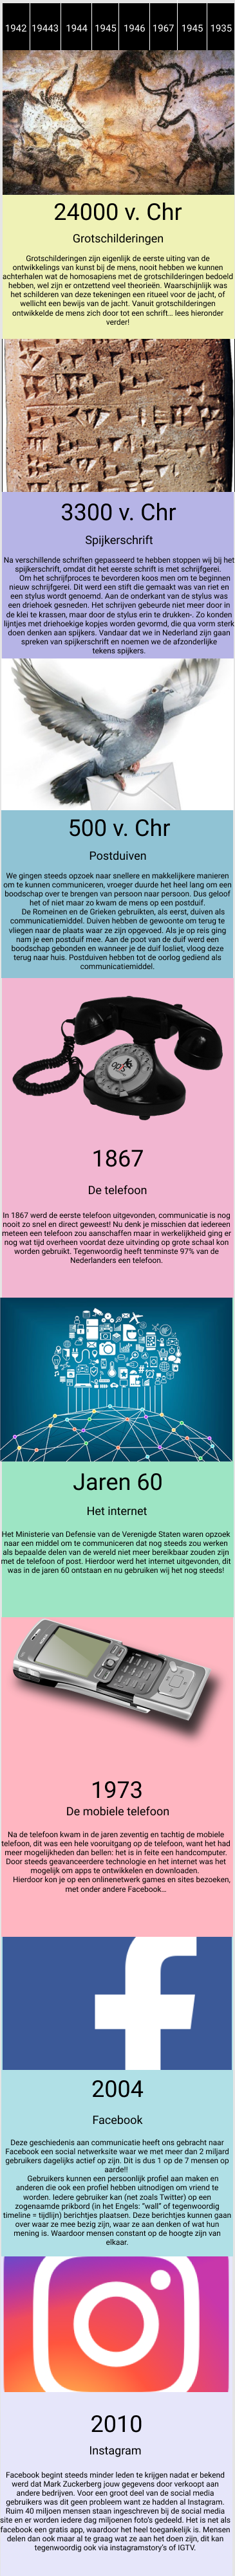 1942 19443 1944 1945 1946 1967 1945 1935
24000 v. Chr
Grotschilderingen
Grotschilderingen zijn eigenlijk de eerste uiting van de
ontwikkelings van kunst bij de mens, nooit hebben we kunnen
achterhalen wat de homosapiens met de grotschilderingen bedoeld
hebben, wel zijn er ontzettend veel theorieën. Waarschijnlijk was
het schilderen van deze tekeningen een ritueel voor de jacht, of
wellicht een bewijs van de jacht. Vanuit grotschilderingen
ontwikkelde de mens zich door tot een schrift... lees hieronder
verder!
3300 v. Chr
Spijkerschrift
Na verschillende schriften gepasseerd te hebben stoppen wij bij het
spijkerschrift, omdat dit het eerste schrift is met schrijfgerei.
Om het schrijfproces te bevorderen koos men om te beginnen
nieuw schrijfgerei. Dit werd een stift die gemaakt was van riet en
een stylus wordt genoemd. Aan de onderkant van de stylus was
een driehoek gesneden. Het schrijven gebeurde niet meer door in
de klei te krassen, maar door de stylus erin te drukken-. Zo konden
lijntjes met driehoekige kopjes worden gevormd, die qua vorm sterk
doen denken aan spijkers. Vandaar dat we in Nederland zijn gaan
spreken van spijkerschrift en noemen we de afzonderlijke
tekens spijkers.
500 v. Chr
Postduiven
We gingen steeds opzoek naar snellere en makkelijkere manieren
om te kunnen communiceren, vroeger duurde het heel lang om een
boodschap over te brengen van persoon naar persoon. Dus geloof
het of niet maar zo kwam de mens op een postduif.
De Romeinen en de Grieken gebruikten, als eerst, duiven als
communicatiemiddel. Duiven hebben de gewoonte om terug te
vliegen naar de plaats waar ze zijn opgevoed. Als je op reis ging
nam je een postduif mee. Aan de poot van de duif werd een
boodschap gebonden en wanneer je de duif losliet, vloog deze
terug naar huis. Postduiven hebben tot de oorlog gediend als
communicatiemiddel.
1867
De telefoon
In 1867 werd de eerste telefoon uitgevonden, communicatie is nog
nooit zo snel en direct geweest! Nu denk je misschien dat iedereen
meteen een telefoon zou aanschaffen maar in werkelijkheid ging er
nog wat tijd overheen voordat deze uitvinding op grote schaal kon
worden gebruikt. Tegenwoordig heeft tenminste 97% van de
Nederlanders een telefoon.
Jaren 60
Het internet
Het Ministerie van Defensie van de Verenigde Staten waren opzoek
naar een middel om te communiceren dat nog steeds zou werken
als bepaalde delen van de wereld niet meer bereikbaar zouden zijn
met de telefoon of post. Hierdoor werd het internet uitgevonden, dit
was in de jaren 60 ontstaan en nu gebruiken wij het nog steeds!
1973
De mobiele telefoon
Na de telefoon kwam in de jaren zeventig en tachtig de mobiele
telefoon, dit was een hele vooruitgang op de telefoon, want het had
meer mogelijkheden dan bellen: het is in feite een handcomputer.
Door steeds geavanceerdere technologie en het internet was het
mogelijk om apps te ontwikkelen en downloaden.
Hierdoor kon je op een onlinenetwerk games en sites bezoeken,
met onder andere Facebook...
2004
Facebook
Deze geschiedenis aan communicatie heeft ons gebracht naar
Facebook een social netwerksite waar we met meer dan 2 miljard
gebruikers dagelijks actief op zijn. Dit is dus 1 op de 7 mensen op
aarde!!
Gebruikers kunnen een persoonlijk profiel aan maken en
anderen die ook een profiel hebben uitnodigen om vriend te
worden. Iedere gebruiker kan (net zoals Twitter) op een
zogenaamde prikbord (in het Engels: “wall” of tegenwoordig
timeline = tijdlijn) berichtjes plaatsen. Deze berichtjes kunnen gaan
over waar ze mee bezig zijn, waar ze aan denken of wat hun
mening is. Waardoor mensen constant op de hoogte zijn van
elkaar.
2010
Instagram
Facebook begint steeds minder leden te krijgen nadat er bekend
werd dat Mark Zuckerberg jouw gegevens door verkoopt aan
andere bedrijven. Voor een groot deel van de social media
gebruikers was dit geen probleem want ze hadden al Instagram.
Ruim 40 miljoen mensen staan ingeschreven bij de social media
site en er worden iedere dag miljoenen foto's gedeeld. Het is net als
facebook een gratis app, waardoor het heel toegankelijk is. Mensen
delen dan ook maar al te graag wat ze aan het doen zijn, dit kan
tegenwoordig ook via instagramstory's of IGTV.